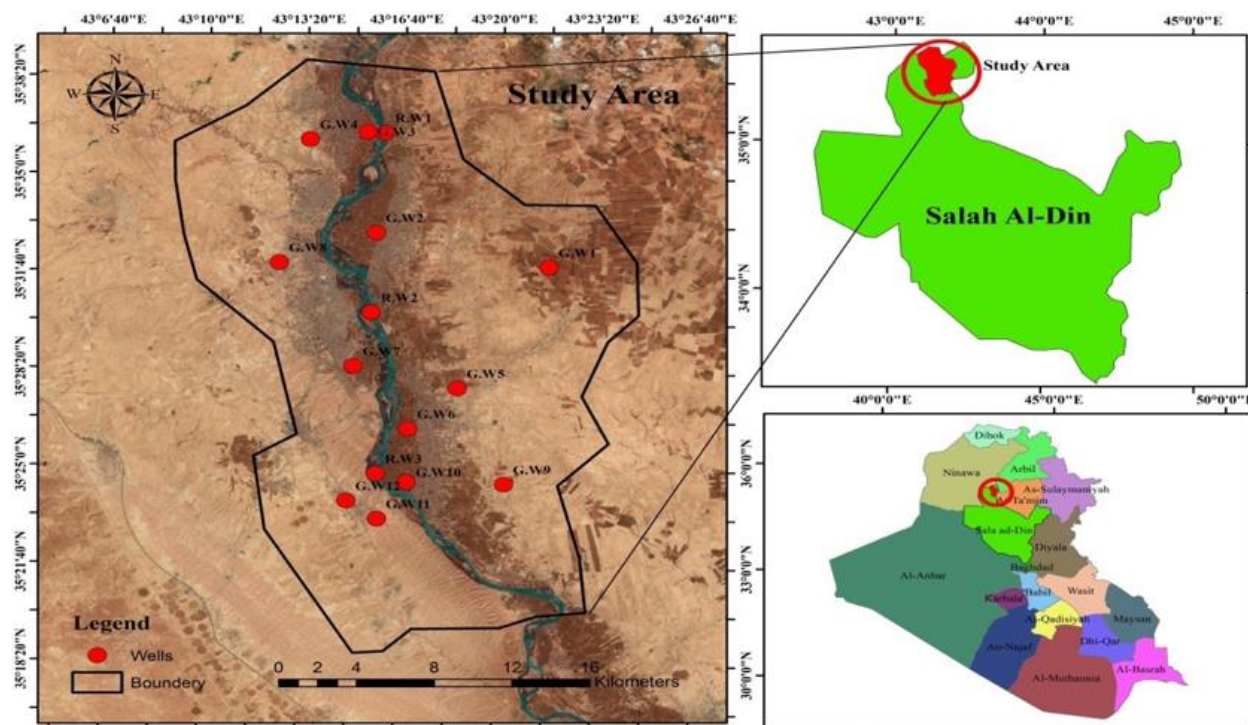 43°6'40"E 43°10'0"E 43°13'20"E 43°16'40"E 43°20'0"E 43°23'20"E 43°26'40"E
35°38'20"N
35°35'0"N
35°31'40"N
35°28'20"N
35°25'0"N
35°21'40"N
35°18'20"N
N
W E
S
Study Area
G.W4
R.W1
G.W3
G.W2
G.W1
G.W8
R.W2
G.W7
G.W5
G.W6
R.W3
G.W10
G.W9
G.W12
G.W11
Legend
Wells
Boundery
0 2 4 8 12 16
Kilometers
43°0'0"E 44°0'0"E 45°0'0"E
35°0'0"N
34°0'0"N
Study Area
Salah Al-Din
40°0'0"E 45°0'0"E 50°0'0"E
36°0'0"N
33°0'0"N
30°0'0"N
Dihok
Ninawa
Arbil
As-Sulaymaniyah
Sala ad-Din
Diyala
Al-Anbar
Baghdad
Babil
Wasit
Karbala'
Al-Qadisiyah
Maysan
An-Najaf
Dhi-Qar
Al-Muthannia
Al-Basrah